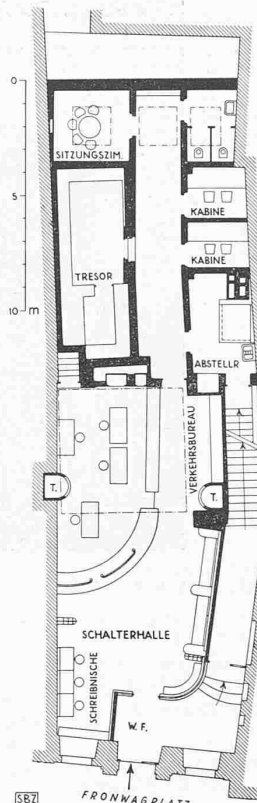 0
SITZUNGSZIM.
5
KABINE
KABINE
TRESOR
10 m
ABSTELLR
VERKEHRSBUREAU
T.
T.
SCHALTERHALLE
SCHREIBNISCHE
W. F.
SBZ
FRONWAGPLATZ